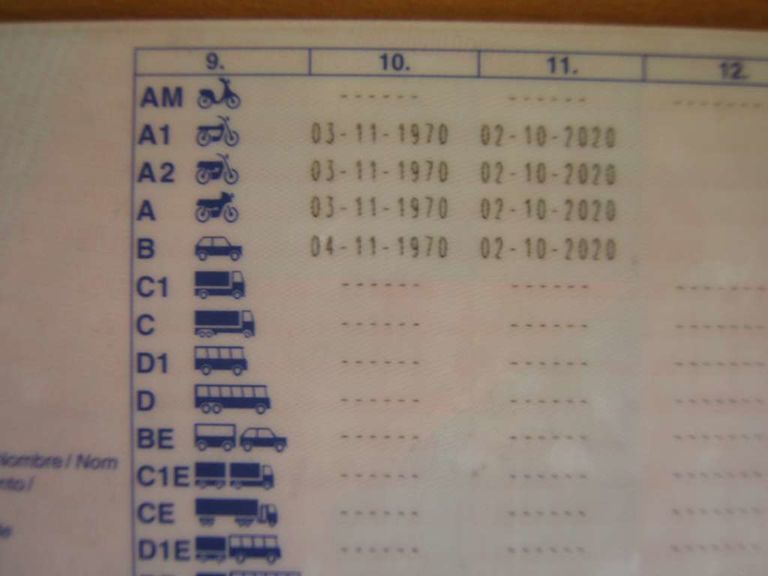 9. 10. 11. 12.
AM ------ ------ ------
A1 03-11-1970 02-10-2020
A2 03-11-1970 02-10-2020
A 03-11-1970 02-10-2020
B 04-11-1970 02-10-2020
C1 ------ ------ ------
C ------ ------ ------
D1 ------ ------ ------
D ------ ------ ------
BE ------ ------ ------
Nombre / Nom
C1E ------ ------ ------
CE ------ ------ ------
D1E ------ ------ ------